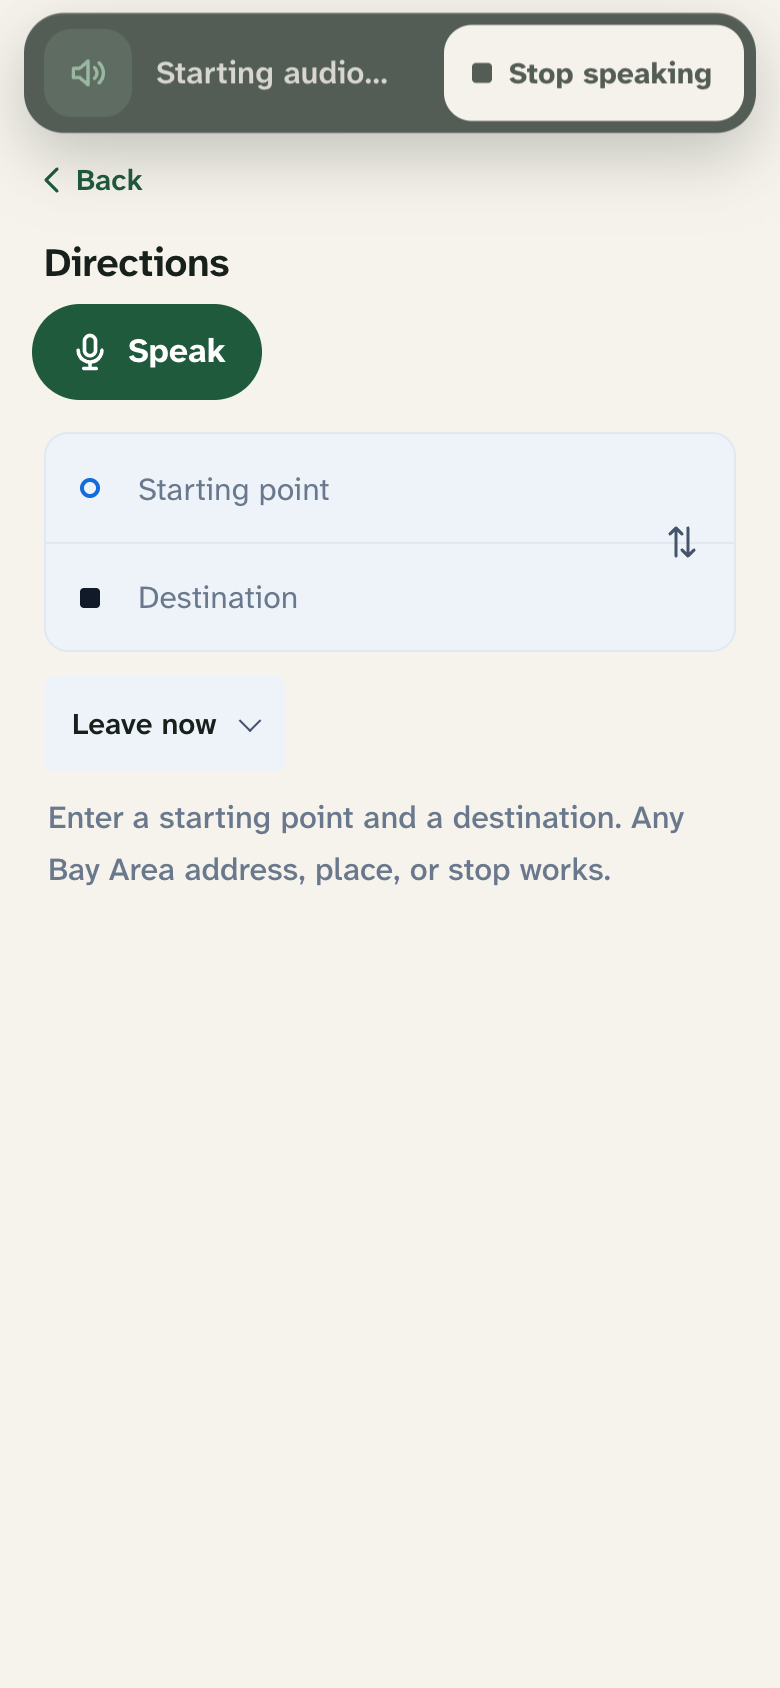 Starting audio...
Stop speaking
Back
Directions
Speak
Starting point
Destination
Leave now
Enter a starting point and a destination. Any
Bay Area address, place, or stop works.